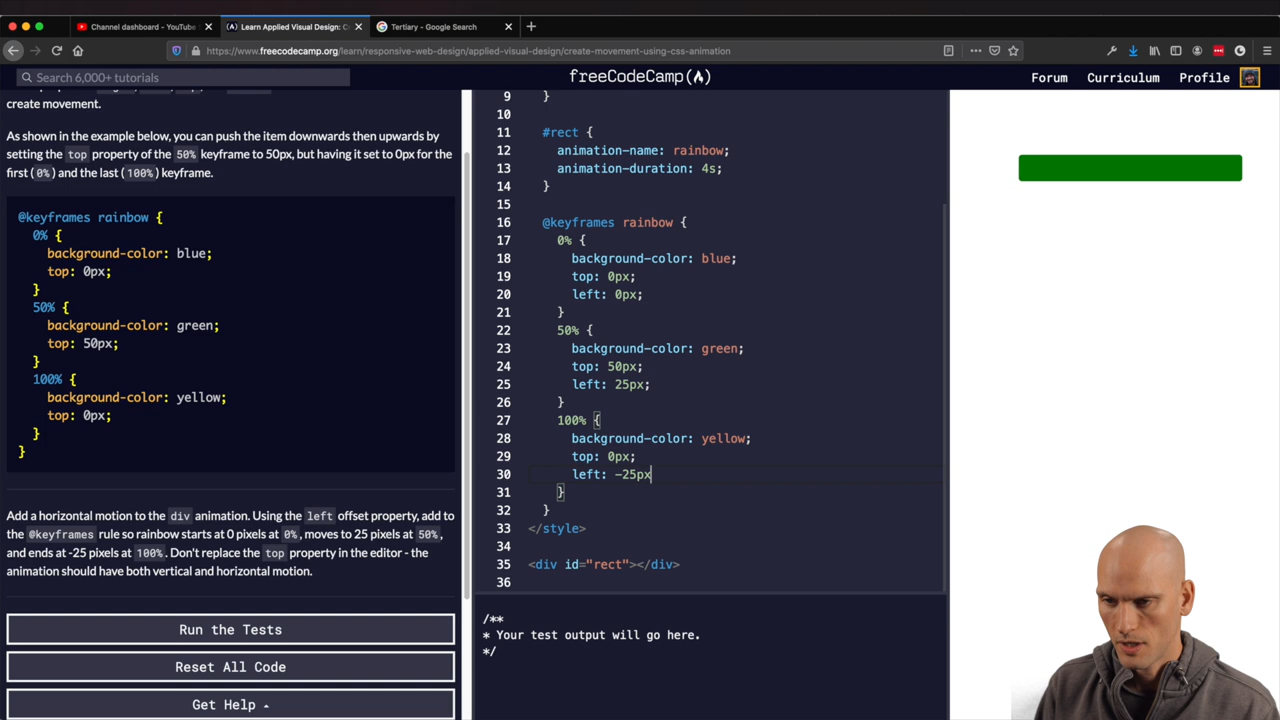 Channel dashboard - YouTube
Learn Applied Visual Design: C
Tertiary - Google Search
https://www.freecodecamp.org/learn/responsive-web-design/applied-visual-design/create-movement-using-css-animation
Search 6,000+ tutorials
freeCodeCamp
Forum
Curriculum
Profile
create movement.
As shown in the example below, you can push the item downwards then upwards by
setting the top property of the 50% keyframe to 50px, but having it set to 0px for the
first (0%) and the last (100%) keyframe.
@keyframes rainbow {
0% {
background-color: blue;
top: 0px;
}
50% {
background-color: green;
top: 50px;
}
100% {
background-color: yellow;
top: 0px;
}
}
Add a horizontal motion to the div animation. Using the left offset property, add to
the @keyframes rule so rainbow starts at 0 pixels at 0%, moves to 25 pixels at 50%,
and ends at -25 pixels at 100%. Don't replace the top property in the editor - the
animation should have both vertical and horizontal motion.
Run the Tests
Reset All Code
Get Help
9 }
10
11 #rect {
12 animation-name: rainbow;
13 animation-duration: 4s;
14 }
15
16 @keyframes rainbow {
17 0% {
18 background-color: blue;
19 top: 0px;
20 left: 0px;
21 }
22 50% {
23 background-color: green;
24 top: 50px;
25 left: 25px;
26 }
27 100% {
28 background-color: yellow;
29 top: 0px;
30 left: -25px
31 }
32 }
33 </style>
34
35 <div id="rect"></div>
36
/**
* Your test output will go here.
*/